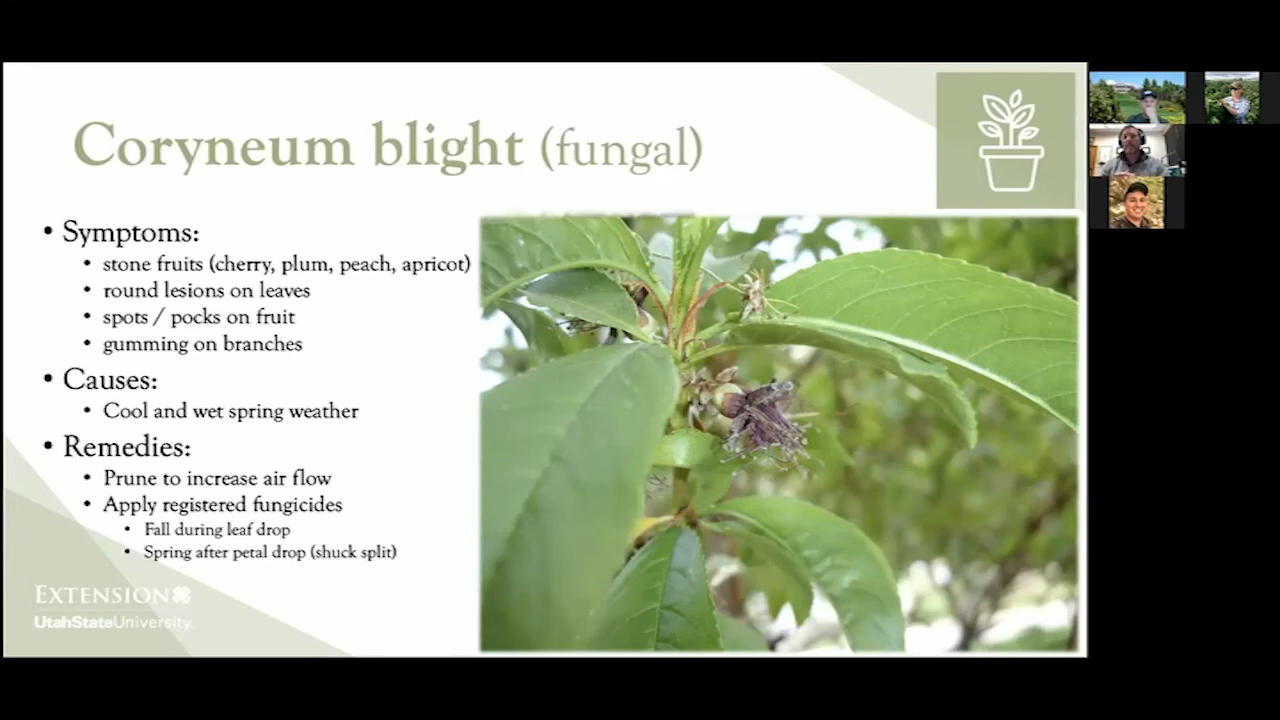 Coryneum blight (fungal)
• Symptoms:
• stone fruits (cherry, plum, peach, apricot)
• round lesions on leaves
• spots / pocks on fruit
• gumming on branches
• Causes:
• Cool and wet spring weather
• Remedies:
• Prune to increase air flow
• Apply registered fungicides
• Fall during leaf drop
• Spring after petal drop (shuck split)
EXTENSION
UtahStateUniversity.